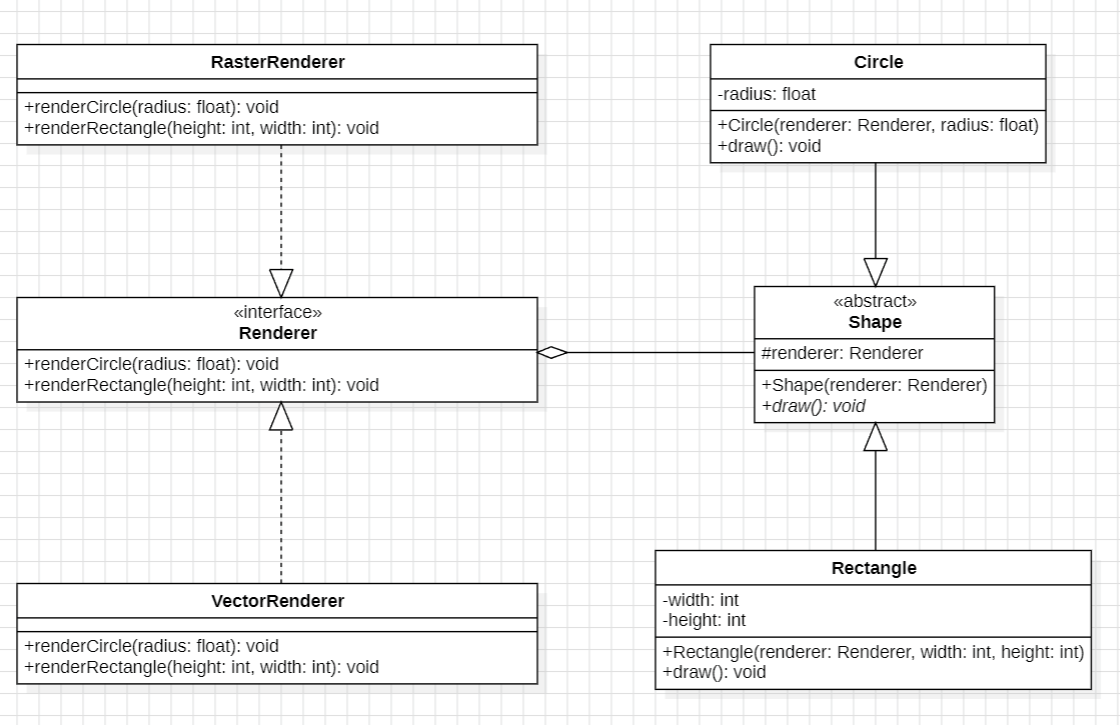 RasterRenderer
+renderCircle(radius: float): void
+renderRectangle(height: int, width: int): void
Circle
-radius: float
+Circle(renderer: Renderer, radius: float)
+draw(): void
«interface»
Renderer
+renderCircle(radius: float): void
+renderRectangle(height: int, width: int): void
«abstract»
Shape
#renderer: Renderer
+Shape(renderer: Renderer)
+draw(): void
VectorRenderer
+renderCircle(radius: float): void
+renderRectangle(height: int, width: int): void
Rectangle
-width: int
-height: int
+Rectangle(renderer: Renderer, width: int, height: int)
+draw(): void